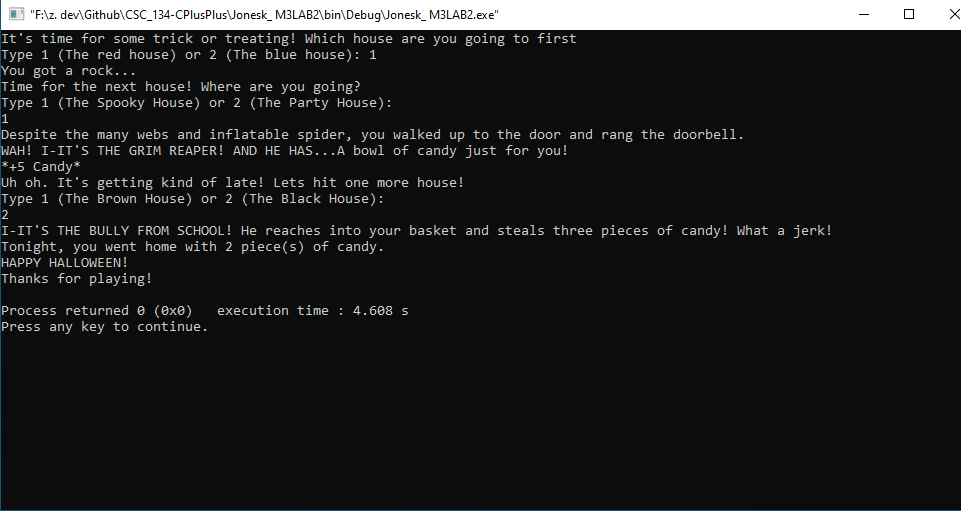 "F:\z. dev\Github\CSC_134-CPlusPlus\Jonesk_M3LAB2\bin\Debug\Jonesk_ M3LAB2.exe"
It's time for some trick or treating! Which house are you going to first
Type 1 (The red house) or 2 (The blue house): 1
You got a rock...
Time for the next house! Where are you going?
Type 1 (The Spooky House) or 2 (The Party House):
1
Despite the many webs and inflatable spider, you walked up to the door and rang the doorbell.
WAH! I-IT'S THE GRIM REAPER! AND HE HAS...A bowl of candy just for you!
*+5 Candy*
Uh oh. It's getting kind of late! Lets hit one more house!
Type 1 (The Brown House) or 2 (The Black House):
2
I-IT'S THE BULLY FROM SCHOOL! He reaches into your basket and steals three pieces of candy! What a jerk!
Tonight, you went home with 2 piece(s) of candy.
HAPPY HALLOWEEN!
Thanks for playing!
Process returned 0 (0x0)   execution time : 4.608 s
Press any key to continue.